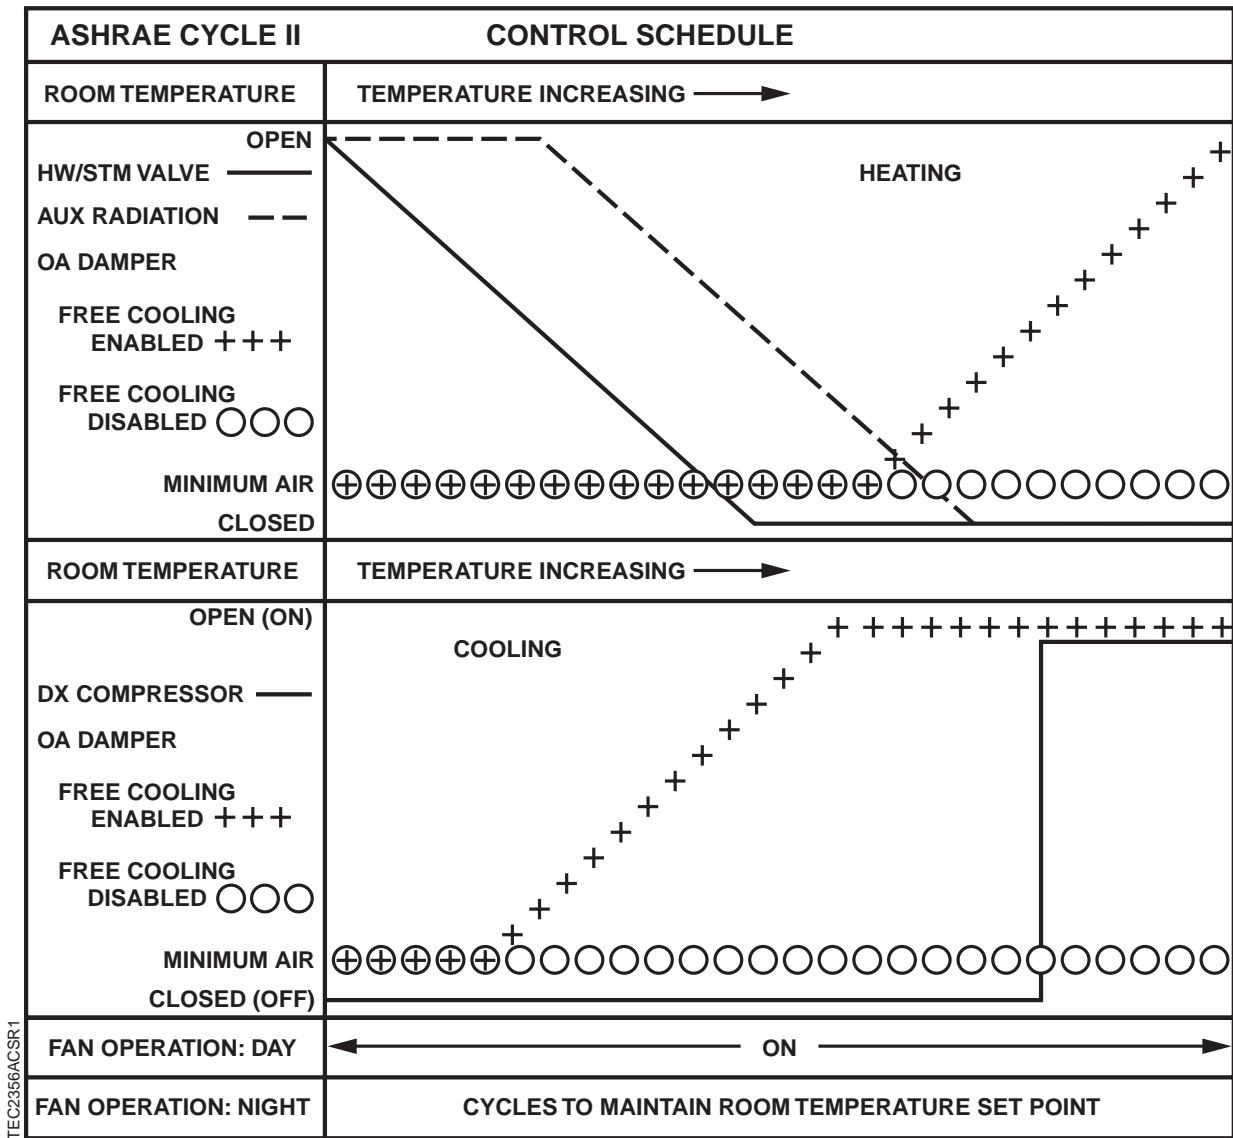 ASHRAE CYCLE II CONTROL SCHEDULE
ROOM TEMPERATURE TEMPERATURE INCREASING
OPEN
HW/STM VALVE
HEATING
AUX RADIATION
OA DAMPER
FREE COOLING
ENABLED
FREE COOLING
DISABLED
MINIMUM AIR
CLOSED
ROOM TEMPERATURE TEMPERATURE INCREASING
OPEN (ON)
COOLING
DX COMPRESSOR
OA DAMPER
FREE COOLING
ENABLED
FREE COOLING
DISABLED
MINIMUM AIR
CLOSED (OFF)
FAN OPERATION: DAY ON
FAN OPERATION: NIGHT CYCLES TO MAINTAIN ROOM TEMPERATURE SET POINT
TEC2356ACSR1